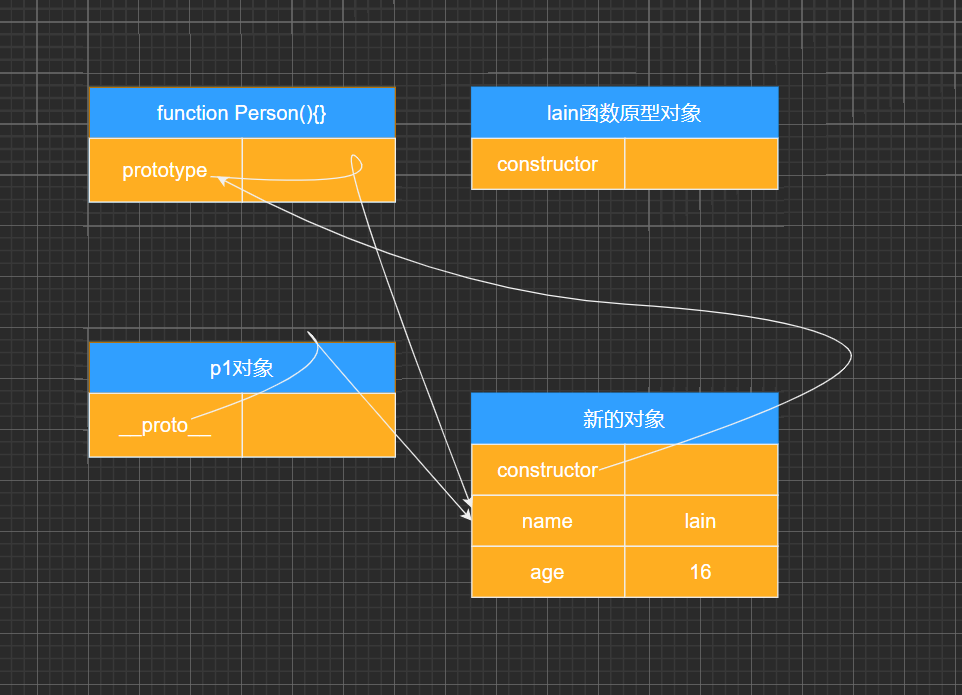 function Person(){}
prototype
lain函数原型对象
constructor
p1对象
__proto__
新的对象
constructor
name lain
age 16